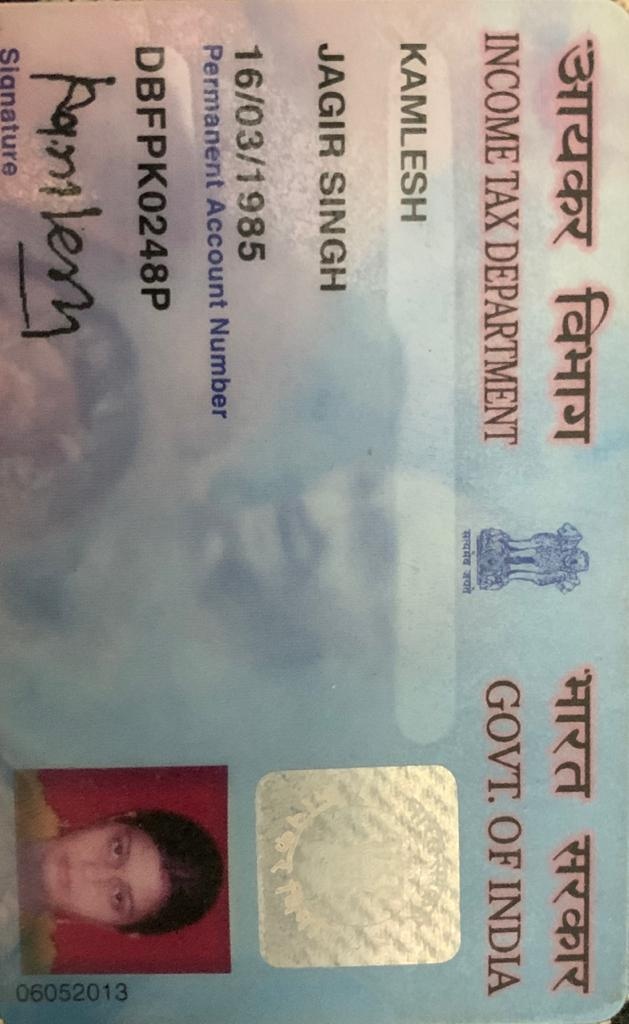 आयकर विभाग
INCOME TAX DEPARTMENT
सत्यमेव जयते
भारत सरकार
GOVT. OF INDIA
KAMLESH
JAGIR SINGH
16/03/1985
Permanent Account Number
DBFPK0248P
Kamlesh
Signature
06052013